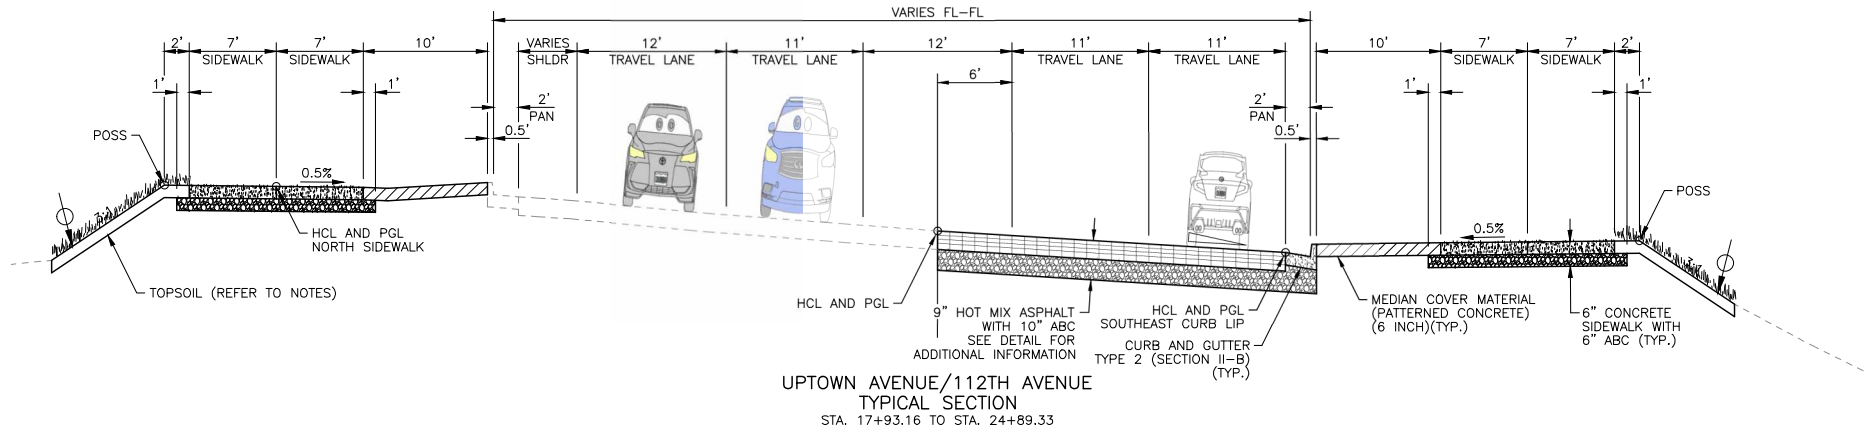 VARIES FL-FL
2' 7' 7' 10' VARIES 12' 11' 12' 11' 11' 10' 7' 7' 2'
SIDEWALK SIDEWALK SHLDR TRAVEL LANE TRAVEL LANE TRAVEL LANE TRAVEL LANE SIDEWALK SIDEWALK
6'
1' 1' 2' 2' 1' 1'
PAN PAN
0.5' 0.5'
POSS
0.5%
HCL AND PGL
NORTH SIDEWALK
TOPSOIL (REFER TO NOTES)
HCL AND PGL
9" HOT MIX ASPHALT
WITH 10" ABC
SEE DETAIL FOR
ADDITIONAL INFORMATION
HCL AND PGL
SOUTHEAST CURB LIP
CURB AND GUTTER
TYPE 2 (SECTION II-B)
(TYP.)
POSS
0.5%
MEDIAN COVER MATERIAL
(PATTERNED CONCRETE)
(6 INCH)(TYP.)
6" CONCRETE
SIDEWALK WITH
6" ABC (TYP.)
UPTOWN AVENUE/112TH AVENUE
TYPICAL SECTION
STA. 17+93.16 TO STA. 24+89.33